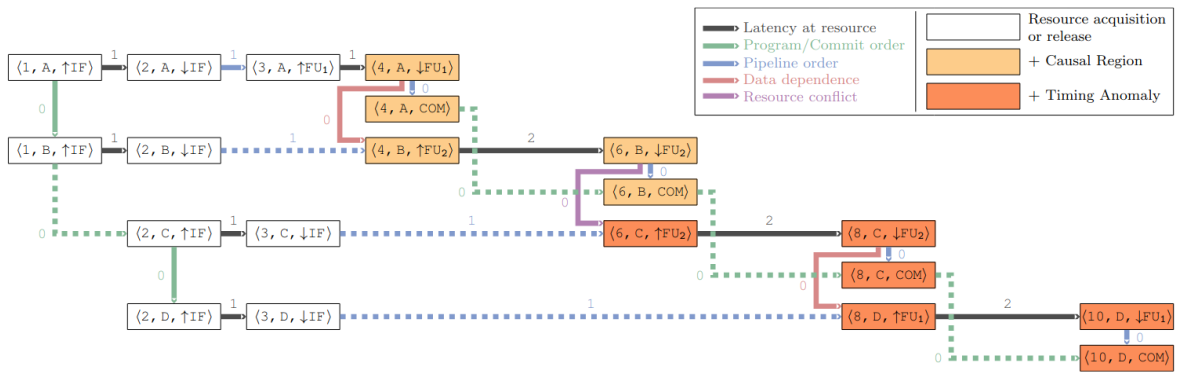 Latency at resource
Program/Commit order
Pipeline order
Data dependence
Resource conflict
Resource acquisition
or release
+ Causal Region
+ Timing Anomaly
1
1
1
⟨1, A, ↑IF⟩ ⟨2, A, ↓IF⟩ ⟨3, A, ↑FU₁⟩ ⟨4, A, ↓FU₁⟩
0
0
⟨4, A, COM⟩
0
1
1
2
⟨1, B, ↑IF⟩ ⟨2, B, ↓IF⟩ ⟨4, B, ↑FU₂⟩ ⟨6, B, ↓FU₂⟩
0
0
⟨6, B, COM⟩
0
0
1
1
2
⟨2, C, ↑IF⟩ ⟨3, C, ↓IF⟩ ⟨6, C, ↑FU₂⟩ ⟨8, C, ↓FU₂⟩
0
0
0
⟨8, C, COM⟩
0
0
1
1
2
⟨2, D, ↑IF⟩ ⟨3, D, ↓IF⟩ ⟨8, D, ↑FU₁⟩ ⟨10, D, ↓FU₁⟩
0
0
⟨10, D, COM⟩